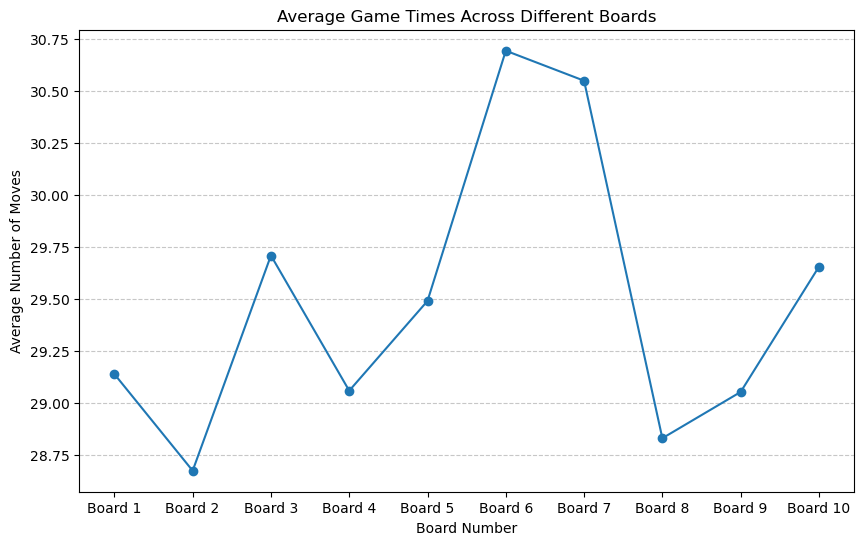 Average Game Times Across Different Boards
Average Number of Moves
30.75
30.50
30.25
30.00
29.75
29.50
29.25
29.00
28.75
Board 1 Board 2 Board 3 Board 4 Board 5 Board 6 Board 7 Board 8 Board 9 Board 10
Board Number